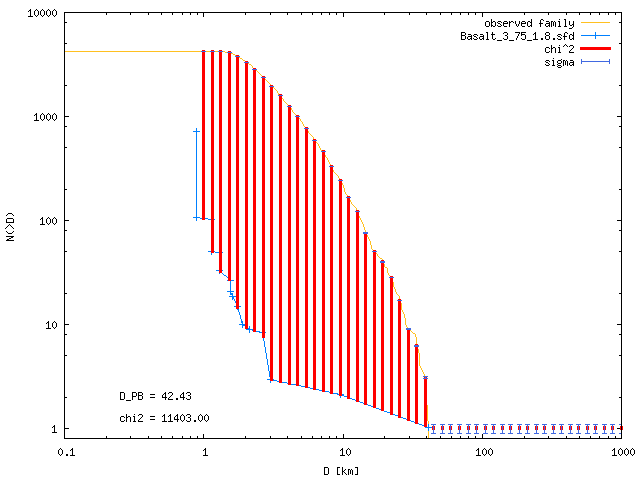 10000
observed family
Basalt_3_75_1.8.sfd
chi^2
sigma
1000
100
N(>D)
10
D_PB = 42.43
chi2 = 11403.00
1
0.1 1 10 100 1000
D [km]